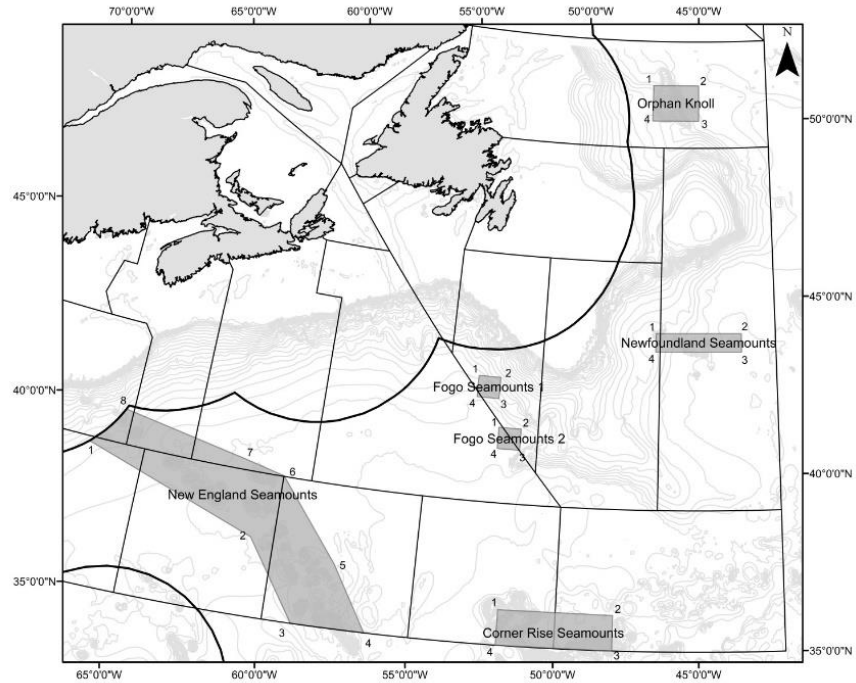 70°0'0"W 65°0'0"W 60°0'0"W 55°0'0"W 50°0'0"W 45°0'0"W
N
1 2
Orphan Knoll
4 3
50°0'0"N
45°0'0"N
45°0'0"N
1 2
Newfoundland Seamounts
4 3
1 2
Fogo Seamounts 1
4 3
40°0'0"N
8
1 2
Fogo Seamounts 2
4 3
1 7
6
40°0'0"N
New England Seamounts
2
5
35°0'0"N
1 2
3 4
Corner Rise Seamounts
4 3
35°0'0"N
65°0'0"W 60°0'0"W 55°0'0"W 50°0'0"W 45°0'0"W